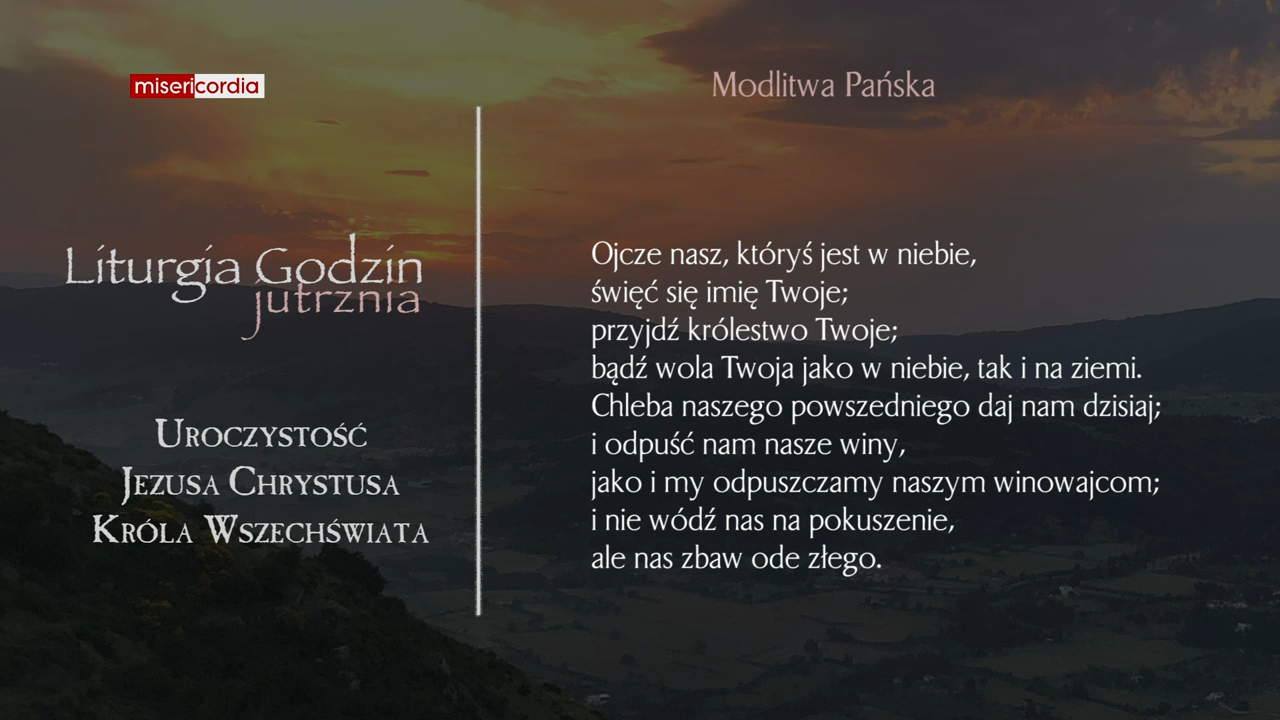 misericordia
Modlitwa Pańska
Liturgia Godzin
jutrznia
Uroczystość
Jezusa Chrystusa
Króla Wszechświata
Ojcze nasz, któryś jest w niebie,
święć się imię Twoje;
przyjdź królestwo Twoje;
bądź wola Twoja jako w niebie, tak i na ziemi.
Chleba naszego powszedniego daj nam dzisiaj;
i odpuść nam nasze winy,
jako i my odpuszczamy naszym winowajcom;
i nie wódź nas na pokuszenie,
ale nas zbaw ode złego.